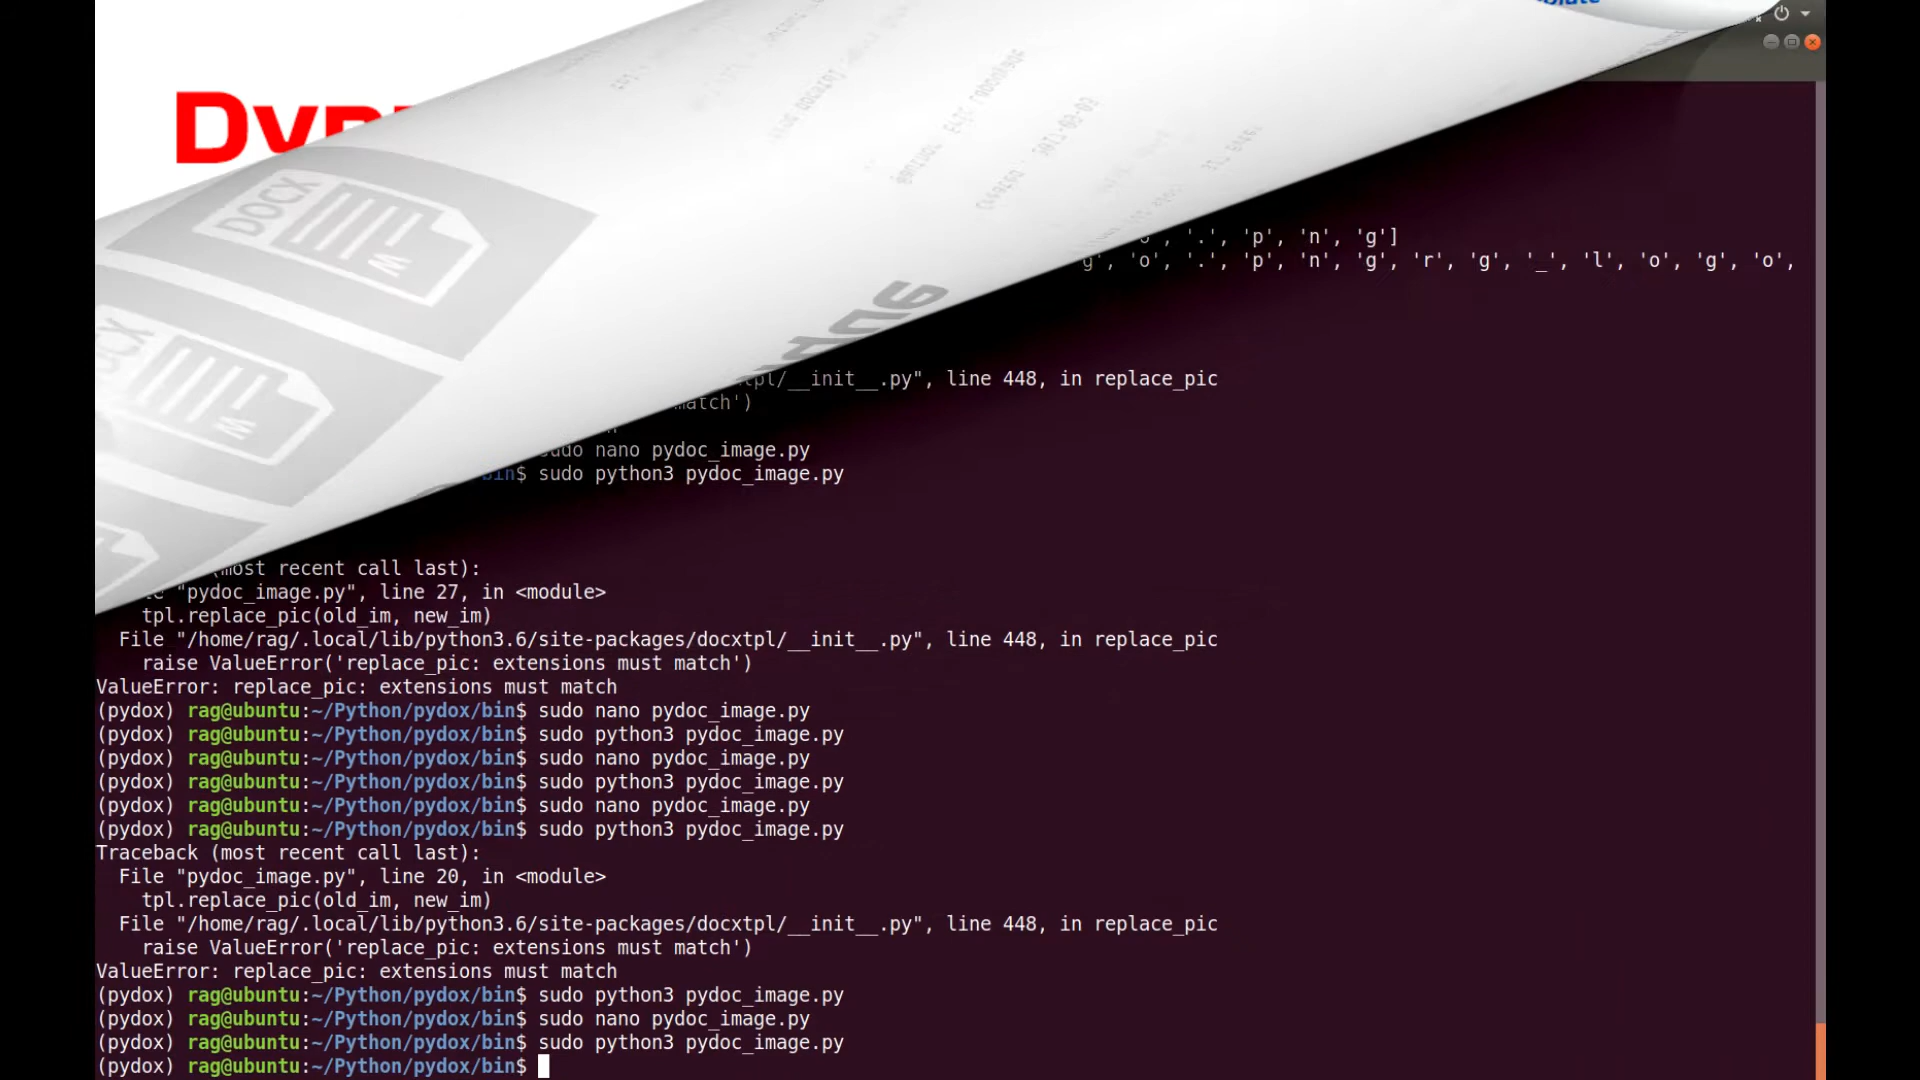 DOCX
W
W
', '.', 'p', 'n', 'g']
g', 'o', '.', 'p', 'n', 'g', 'r', 'g', '_', 'l', 'o', 'g', 'o',
tpl/__init__.py", line 448, in replace_pic
match')
sudo nano pydoc_image.py
bin$ sudo python3 pydoc_image.py
(most recent call last):
"pydoc_image.py", line 27, in <module>
tpl.replace_pic(old_im, new_im)
File "/home/rag/.local/lib/python3.6/site-packages/docxtpl/__init__.py", line 448, in replace_pic
raise ValueError('replace_pic: extensions must match')
ValueError: replace_pic: extensions must match
(pydox) rag@ubuntu:~/Python/pydox/bin$ sudo nano pydoc_image.py
(pydox) rag@ubuntu:~/Python/pydox/bin$ sudo python3 pydoc_image.py
(pydox) rag@ubuntu:~/Python/pydox/bin$ sudo nano pydoc_image.py
(pydox) rag@ubuntu:~/Python/pydox/bin$ sudo python3 pydoc_image.py
(pydox) rag@ubuntu:~/Python/pydox/bin$ sudo nano pydoc_image.py
(pydox) rag@ubuntu:~/Python/pydox/bin$ sudo python3 pydoc_image.py
Traceback (most recent call last):
File "pydoc_image.py", line 20, in <module>
tpl.replace_pic(old_im, new_im)
File "/home/rag/.local/lib/python3.6/site-packages/docxtpl/__init__.py", line 448, in replace_pic
raise ValueError('replace_pic: extensions must match')
ValueError: replace_pic: extensions must match
(pydox) rag@ubuntu:~/Python/pydox/bin$ sudo python3 pydoc_image.py
(pydox) rag@ubuntu:~/Python/pydox/bin$ sudo nano pydoc_image.py
(pydox) rag@ubuntu:~/Python/pydox/bin$ sudo python3 pydoc_image.py
(pydox) rag@ubuntu:~/Python/pydox/bin$